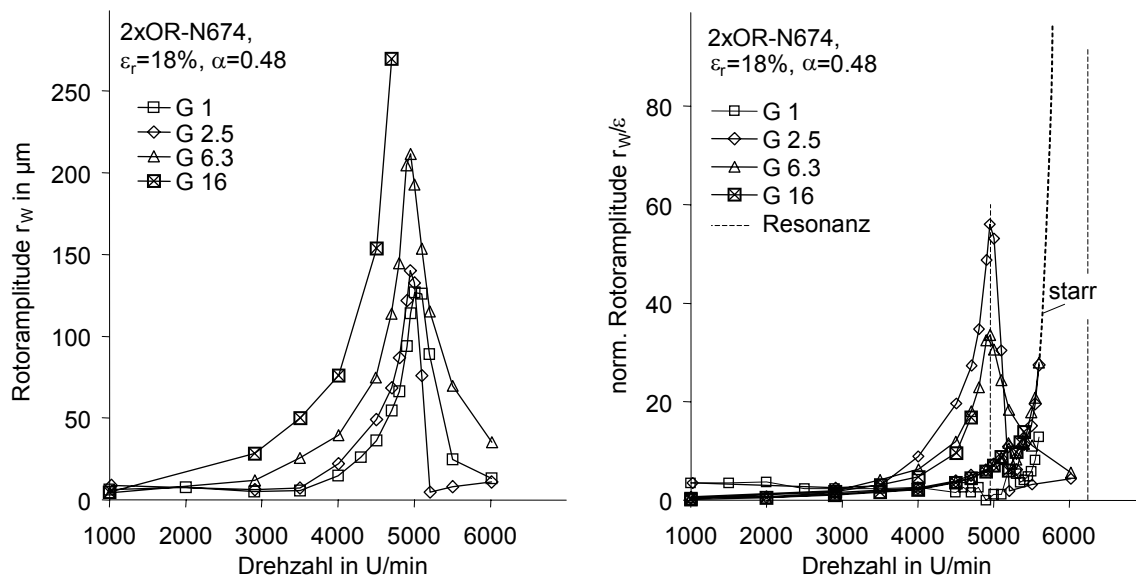 2xOR-N674,
εr=18%, α=0.48
G 1
G 2.5
G 6.3
G 16
Rotoramplitude rW in µm
250
200
150
100
50
0
1000 2000 3000 4000 5000 6000
Drehzahl in U/min
2xOR-N674,
εr=18%, α=0.48
G 1
G 2.5
G 6.3
G 16
Resonanz
starr
norm. Rotoramplitude rW/ε
80
60
40
20
0
1000 2000 3000 4000 5000 6000
Drehzahl in U/min